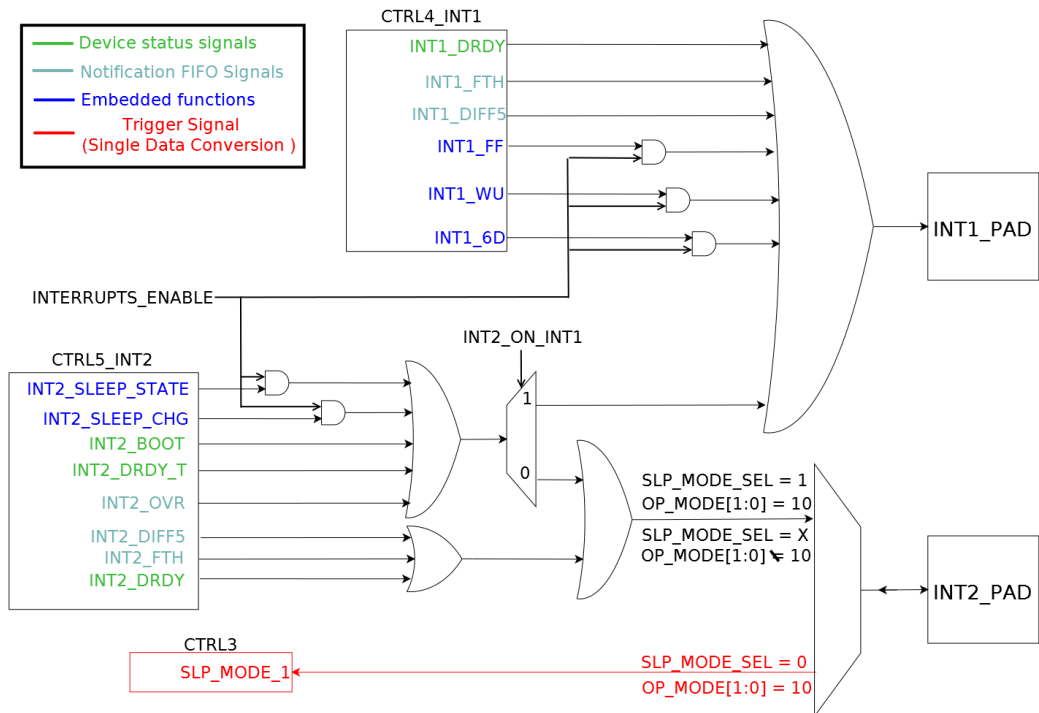 CTRL4_INT1
Device status signals
Notification FIFO Signals
Embedded functions
Trigger Signal
(Single Data Conversion )
INT1_DRDY
INT1_FTH
INT1_DIFF5
INT1_FF
INT1_WU
INT1_6D
INT1_PAD
INTERRUPTS_ENABLE
INT2_ON_INT1
CTRL5_INT2
INT2_SLEEP_STATE
INT2_SLEEP_CHG
INT2_BOOT
INT2_DRDY_T
INT2_OVR
INT2_DIFF5
INT2_FTH
INT2_DRDY
1
0
SLP_MODE_SEL = 1
OP_MODE[1:0] = 10
SLP_MODE_SEL = X
OP_MODE[1:0] ≠ 10
INT2_PAD
CTRL3
SLP_MODE_1
SLP_MODE_SEL = 0
OP_MODE[1:0] = 10